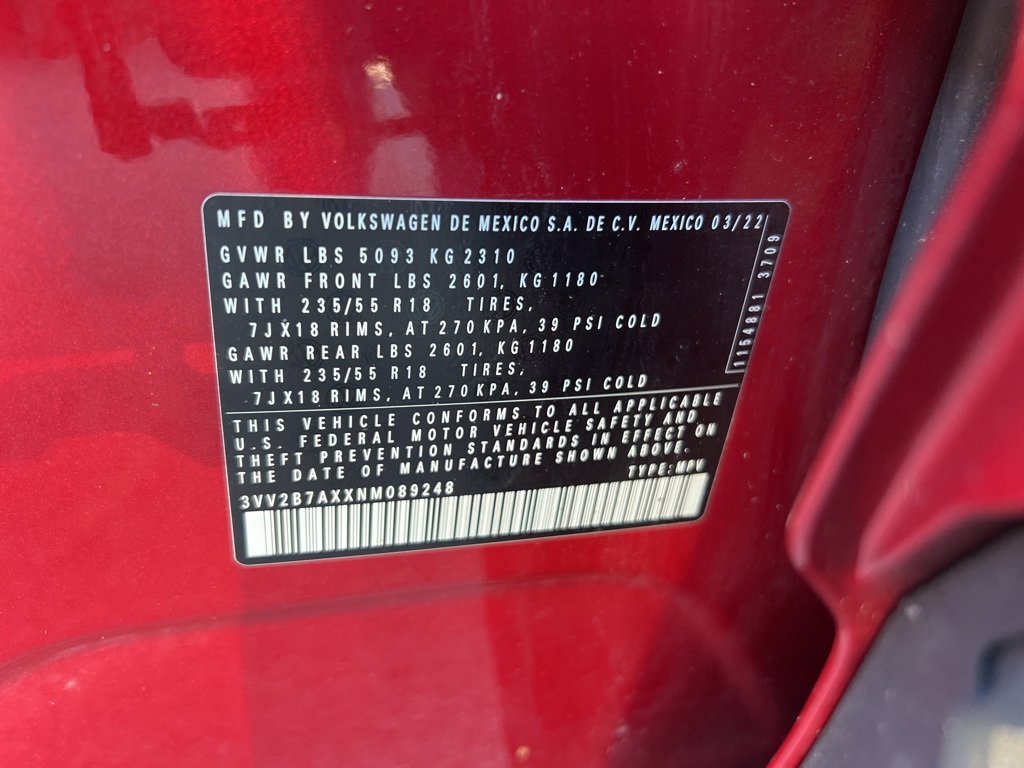 MFD BY VOLKSWAGEN DE MEXICO S.A. DE C.V. MEXICO 03/22
GVWR LBS 5093 KG 2310
GAWR FRONT LBS 2601, KG 1180
WITH 235/55 R18 TIRES,
7JX18 RIMS, AT 270 KPA, 39 PSI COLD
GAWR REAR LBS 2601, KG 1180
WITH 235/55 R18 TIRES,
7JX18 RIMS, AT 270 KPA, 39 PSI COLD
1154881 3709
THIS VEHICLE CONFORMS TO ALL APPLICABLE
U.S. FEDERAL MOTOR VEHICLE SAFETY AND
THEFT PREVENTION STANDARDS IN EFFECT ON
THE DATE OF MANUFACTURE SHOWN ABOVE.
TYPE:MPV
3VV2B7AXXNM089248